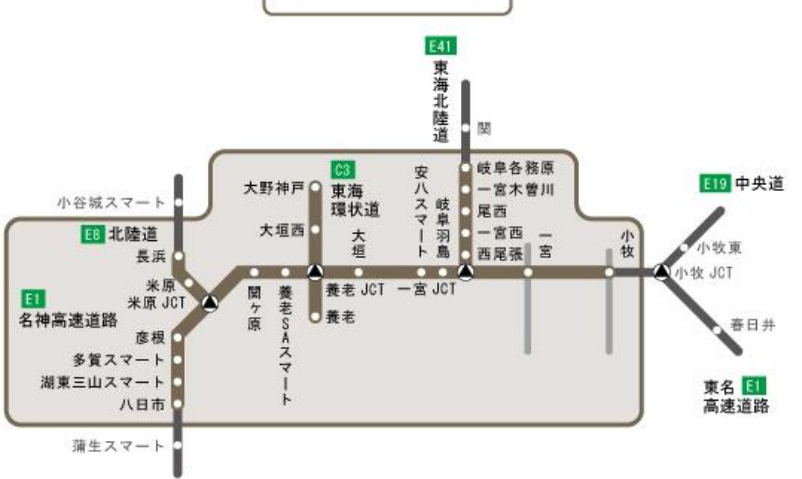 E41
東海北陸道
関
岐阜各務原
一宮木曽川
尾西
一宮西
西尾張
C3
東海
環状道
大野神戸
大垣西
大垣
養老 JCT
養老
安八スマート
岐阜羽島
一宮 JCT
一宮
小牧
E19 中央道
小牧東
小牧 JCT
春日井
東名 E1
高速道路
小谷城スマート
E8 北陸道
長浜
米原
米原 JCT
E1
名神高速道路
関ヶ原
養老SAスマート
彦根
多賀スマート
湖東三山スマート
八日市
蒲生スマート